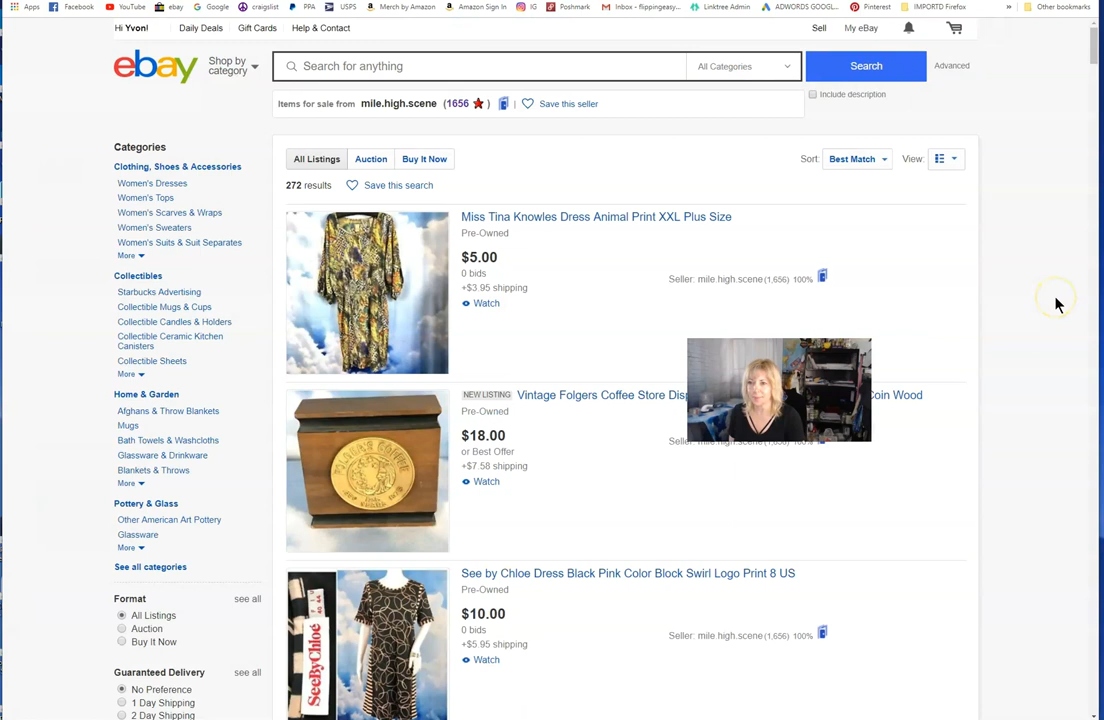 Apps Facebook YouTube ebay Google craigslist PPA USPS Merch by Amazon Amazon Sign In IG Poshmark Inbox - flippingeasy... Linktree Admin ADWORDS GOOGL... Pinterest IMPORTD Firefox » Other bookmarks
Hi Yvon! Daily Deals Gift Cards Help & Contact Sell My eBay
ebay Shop by category Search for anything All Categories Search Advanced
Include description
Items for sale from mile.high.scene (1656) Save this seller
Categories
Clothing, Shoes & Accessories
Women's Dresses
Women's Tops
Women's Scarves & Wraps
Women's Sweaters
Women's Suits & Suit Separates
More
Collectibles
Starbucks Advertising
Collectible Mugs & Cups
Collectible Candles & Holders
Collectible Ceramic Kitchen
Canisters
Collectible Sheets
More
Home & Garden
Afghans & Throw Blankets
Mugs
Bath Towels & Washcloths
Glassware & Drinkware
Blankets & Throws
More
Pottery & Glass
Other American Art Pottery
Glassware
More
See all categories
Format see all
All Listings
Auction
Buy It Now
Guaranteed Delivery see all
No Preference
1 Day Shipping
2 Day Shipping
All Listings Auction Buy It Now Sort: Best Match View:
272 results Save this search
Miss Tina Knowles Dress Animal Print XXL Plus Size
Pre-Owned
$5.00
0 bids
+$3.95 shipping
Watch
Seller: mile.high.scene (1,656) 100%
NEW LISTING Vintage Folgers Coffee Store Coin Wood
Pre-Owned
$18.00
or Best Offer
+$7.58 shipping
Watch
FOLGER'S COFFEE
See by Chloe Dress Black Pink Color Block Swirl Logo Print 8 US
Pre-Owned
$10.00
0 bids
+$5.95 shipping
Watch
Seller: mile.high.scene (1,656) 100%
SeeByChloé